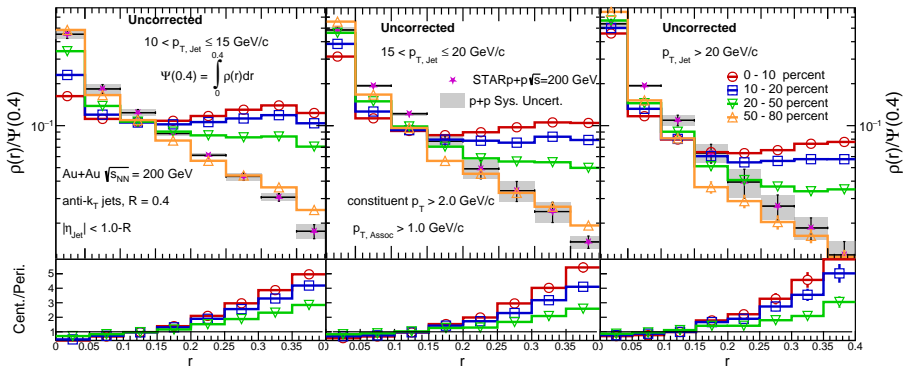 Uncorrected
10 < p_T,Jet ≤ 15 GeV/c
Ψ(0.4) = ∫_0^0.4 ρ(r)dr
Au+Au √s_NN = 200 GeV
anti-k_T jets, R = 0.4
|η_Jet| < 1.0-R
ρ(r)/Ψ(0.4)
10⁻¹
Uncorrected
15 < p_T,Jet ≤ 20 GeV/c
STARp+p√s=200 GeV
p+p Sys. Uncert.
constituent p_T > 2.0 GeV/c
p_T,Assoc > 1.0 GeV/c
Uncorrected
p_T,Jet > 20 GeV/c
0 - 10 percent
10 - 20 percent
20 - 50 percent
50 - 80 percent
10⁻¹
ρ(r)/Ψ(0.4)
Cent./Peri.
5
4
3
2
1
0 0.05 0.1 0.15 0.2 0.25 0.3 0.35
0 0.05 0.1 0.15 0.2 0.25 0.3 0.35
0 0.05 0.1 0.15 0.2 0.25 0.3 0.35 0.4
r
r
r